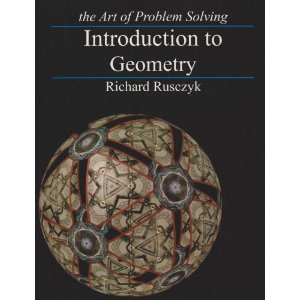 the Art of Problem Solving
Introduction to
Geometry
Richard Rusczyk